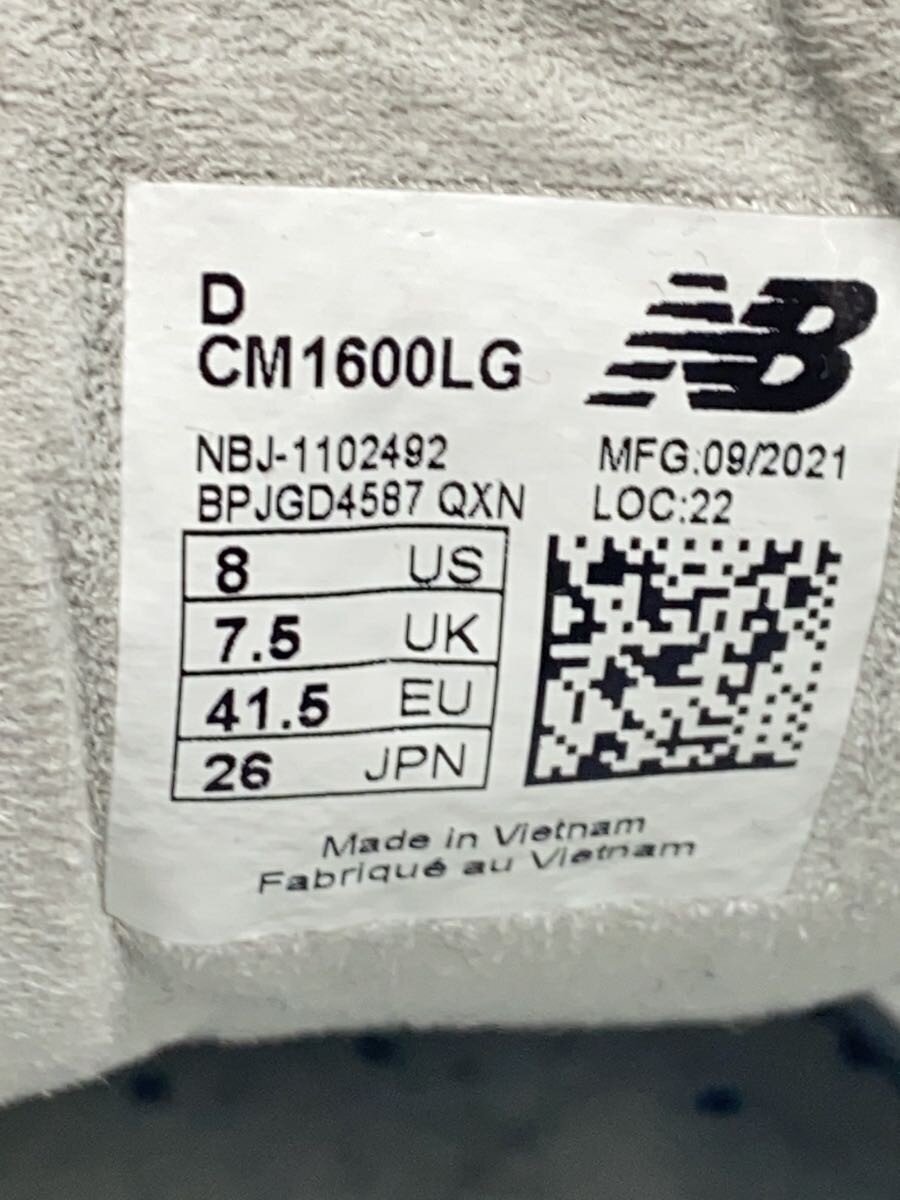 D
CM1600LG
NB
NBJ-1102492
MFG:09/2021
BPJGD4587 QXN
LOC:22
8 US
7.5 UK
41.5 EU
26 JPN
Made in Vietnam
Fabriqué au Vietnam